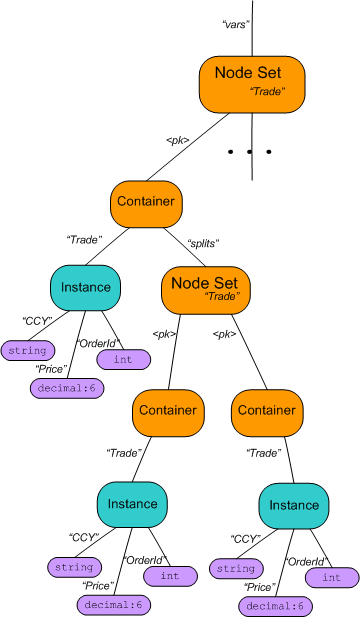 “vars”
Node Set
“Trade”
<pk>
• • •
Container
“Trade”
“splits”
Instance
Node Set
“Trade”
“CCY”
“OrderId”
string
“Price”
int
decimal:6
<pk>
<pk>
Container
Container
“Trade”
“Trade”
Instance
Instance
“CCY”
“OrderId”
string
“Price”
int
decimal:6
“CCY”
“OrderId”
string
“Price”
int
decimal:6